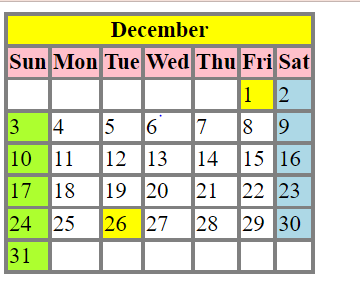 December
Sun Mon Tue Wed Thu Fri Sat
1 2
3 4 5 6 7 8 9
10 11 12 13 14 15 16
17 18 19 20 21 22 23
24 25 26 27 28 29 30
31